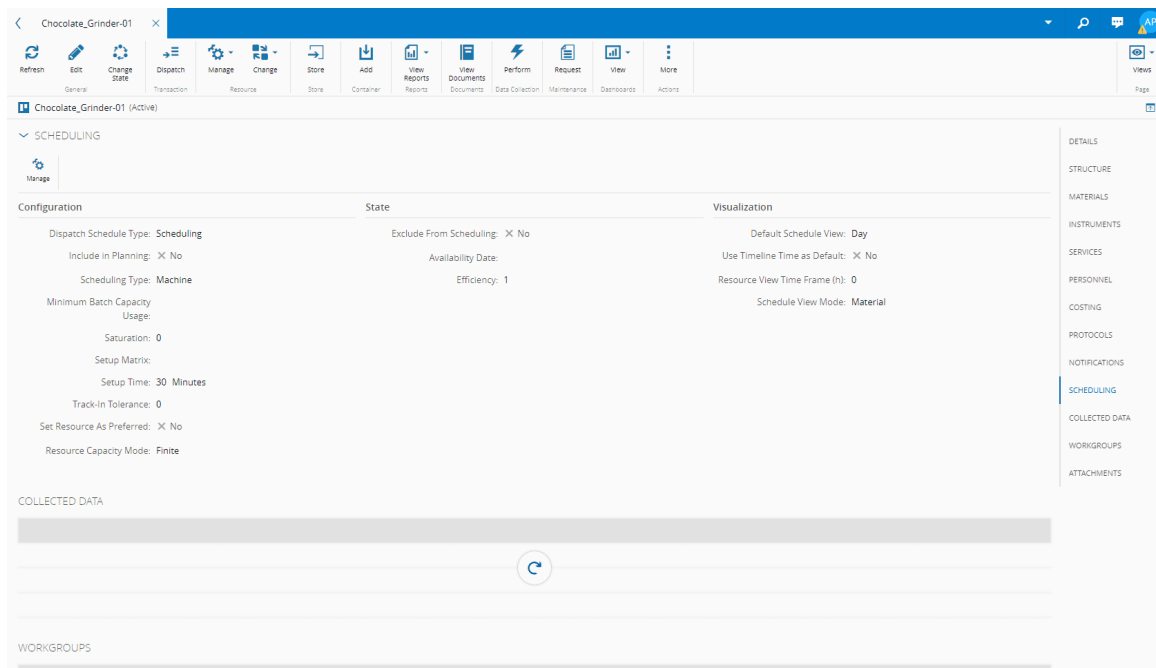 Chocolate_Grinder-01
AP
Refresh
Edit
Change State
Dispatch
Manage
Change
Store
Add
View Reports
View Documents
Perform
Request
View
More
Views
General
Transaction
Resource
Store
Container
Reports
Documents
Data Collection
Maintenance
Dashboards
Actions
Page
Chocolate_Grinder-01 (Active)
SCHEDULING
Manage
Configuration
Dispatch Schedule Type: Scheduling
Include in Planning: No
Scheduling Type: Machine
Minimum Batch Capacity
Usage:
Saturation: 0
Setup Matrix:
Setup Time: 30 Minutes
Track-In Tolerance: 0
Set Resource As Preferred: No
Resource Capacity Mode: Finite
State
Exclude From Scheduling: No
Availability Date:
Efficiency: 1
Visualization
Default Schedule View: Day
Use Timeline Time as Default: No
Resource View Time Frame (h): 0
Schedule View Mode: Material
DETAILS
STRUCTURE
MATERIALS
INSTRUMENTS
SERVICES
PERSONNEL
COSTING
PROTOCOLS
NOTIFICATIONS
SCHEDULING
COLLECTED DATA
WORKGROUPS
ATTACHMENTS
COLLECTED DATA
WORKGROUPS